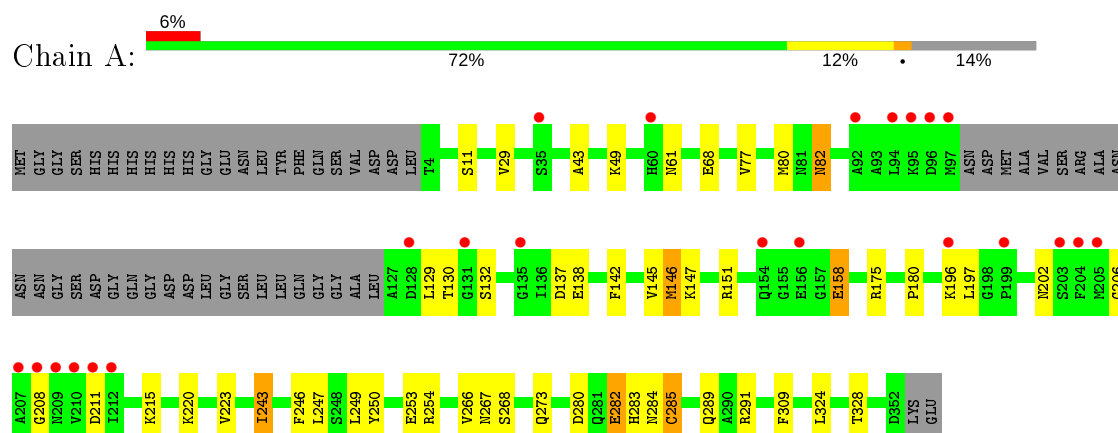 6%
Chain A:
72% 12% • 14%
MET GLY GLY SER HIS HIS HIS HIS HIS HIS HIS HIS GLY GLU ASN LEU TYR PHE GLN SER VAL ASP ASP LEU T4 S11 V29 S35 A43 K49 H60 N61 E68 V77 M80 N81 N82 A92 A93 L94 K95 D96 M97 ASN ASP MET ALA VAL SER ARG ALA ASN
ASN ASN GLY SER ASP GLY GLN GLY ASP ASP LEU GLY SER LEU LEU GLN GLY GLY ALA LEU A127 D128 L129 T130 G131 S132 G135 I136 D137 E138 F142 V145 M146 K147 R151 Q154 G155 E156 G157 E158 R175 P180 K196 L197 G198 P199 N202 S203 F204 M205
A207 G208 N209 V210 D211 I212 K215 K220 V223 I243 F246 L247 S248 L249 Y250 E253 R254 V266 N267 S268 Q273 D280 Q281 E282 H283 N284 C285 Q289 A290 R291 F309 L324 T328 D352 LYS GLU